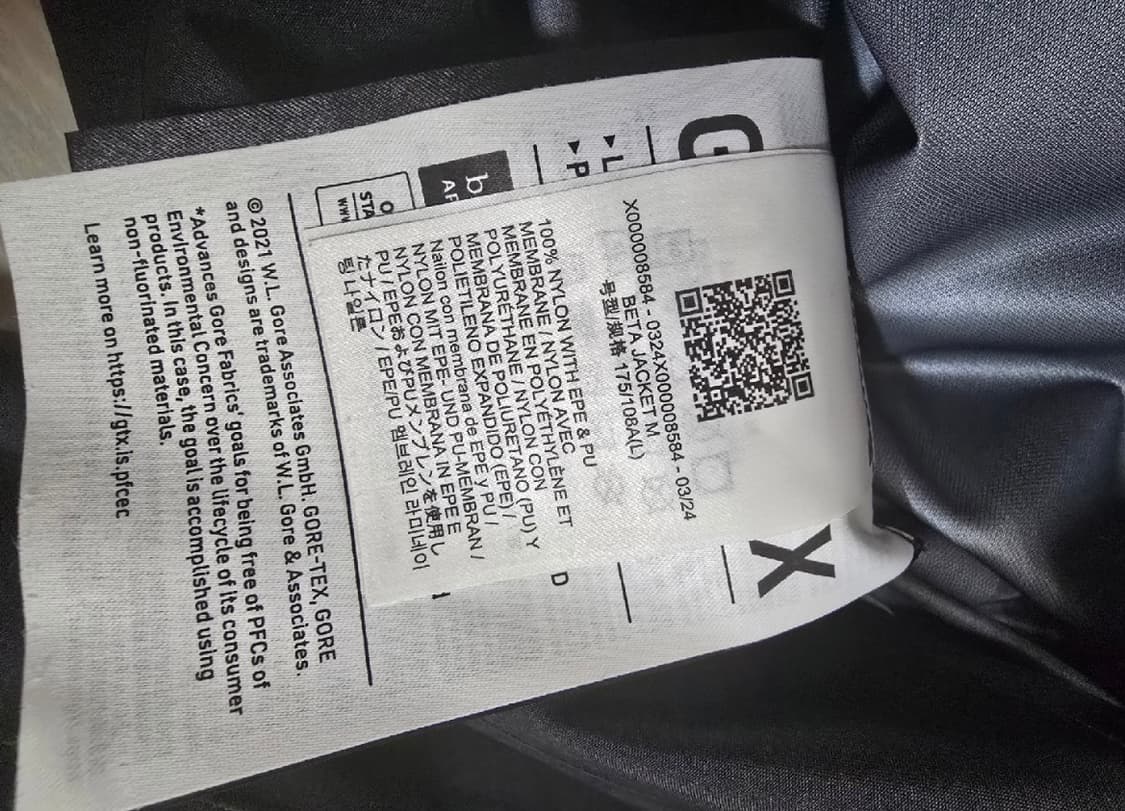 G
X
▶ L
▶ P
D
b
AF
O
STA
WWW
X000008584 - 0324X000008584 - 03/24
BETA JACKET M
号型/规格 175/108A(L)
100% NYLON WITH EPE & PU
MEMBRANE / NYLON AVEC
MEMBRANE EN POLYÉTHYLÈNE ET
POLYURÉTHANE / NYLON CON
MEMBRANA DE POLIURETANO (PU) Y
POLIETILENO EXPANDIDO (EPE) /
Nailon con membrana de EPE y PU /
NYLON MIT EPE- UND PU-MEMBRAN /
NYLON CON MEMBRANA IN EPE E
PU / EPEおよびPUメンブレンを使用し
たナイロン / EPE/PU 멤브레인 라미네이
팅 나일론
© 2021 W.L. Gore Associates GmbH. GORE-TEX, GORE
and designs are trademarks of W.L. Gore & Associates.
*Advances Gore Fabrics' goals for being free of PFCs of
Environmental Concern over the lifecycle of its consumer
products. In this case, the goal is accomplished using
non-fluorinated materials.
Learn more on https://gtx.is.pfcec